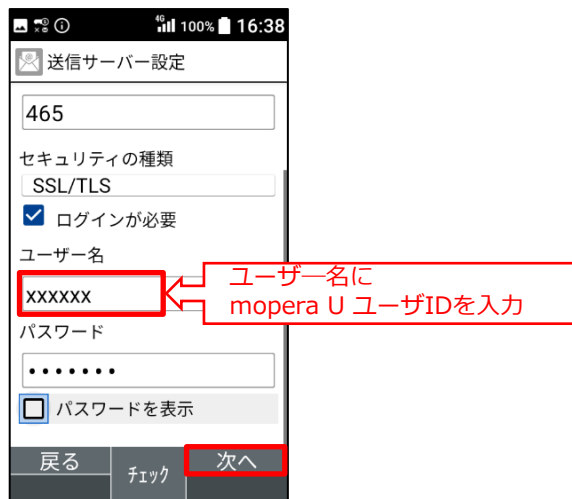 4G 100% 16:38
送信サーバー設定
465
セキュリティの種類
SSL/TLS
ログインが必要
ユーザー名
xxxxxx
ユーザ―名に
mopera U ユーザIDを入力
パスワード
•••••••
パスワードを表示
戻る
チェック
次へ